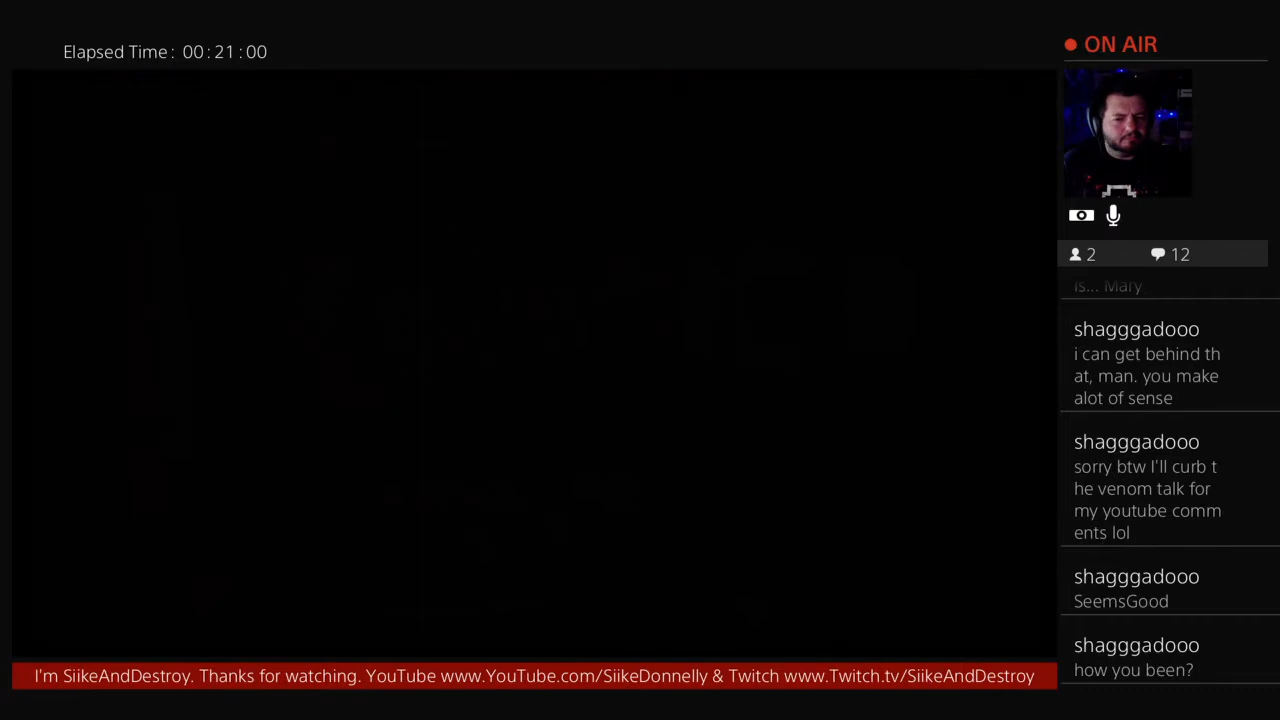 Elapsed Time: 00:21:00
ON AIR
2 12
is... Mary
shagggadooo
i can get behind th
at, man. you make
alot of sense
shagggadooo
sorry btw I'll curb t
he venom talk for
my youtube comm
ents lol
shagggadooo
SeemsGood
shagggadooo
how you been?
I'm SiikeAndDestroy. Thanks for watching. YouTube www.YouTube.com/SiikeDonnelly & Twitch www.Twitch.tv/SiikeAndDestroy